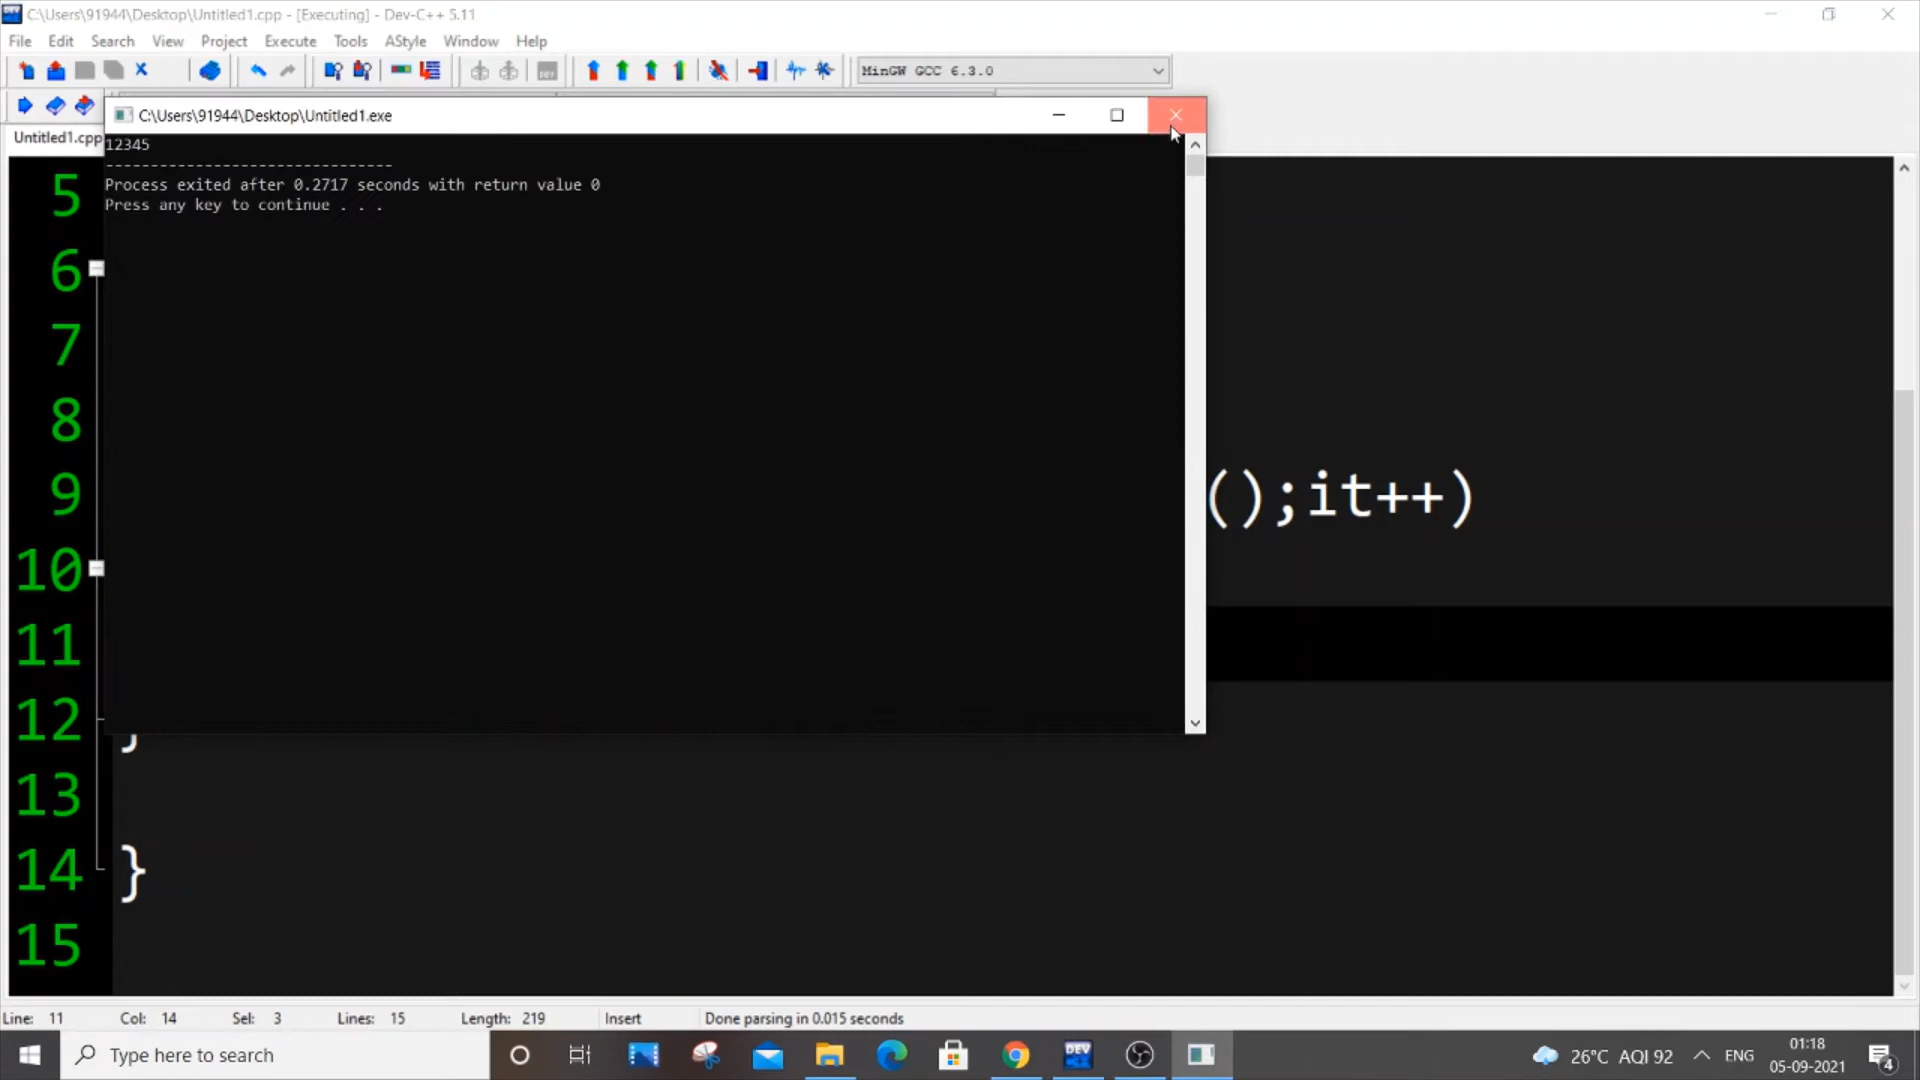 C:\Users\91944\Desktop\Untitled1.cpp - [Executing] - Dev-C++ 5.11
File Edit Search View Project Execute Tools AStyle Window Help
MinGW GCC 6.3.0
C:\Users\91944\Desktop\Untitled1.exe
Untitled1.cpp
12345
--------------------------------
Process exited after 0.2717 seconds with return value 0
Press any key to continue . . .
5
6
7
8
9 ();it++)
10
11
12 }
13
14 }
15
Line: 11 Col: 14 Sel: 3 Lines: 15 Length: 219 Insert Done parsing in 0.015 seconds
Type here to search
DEV
26°C AQI 92
ENG
01:18
05-09-2021
4